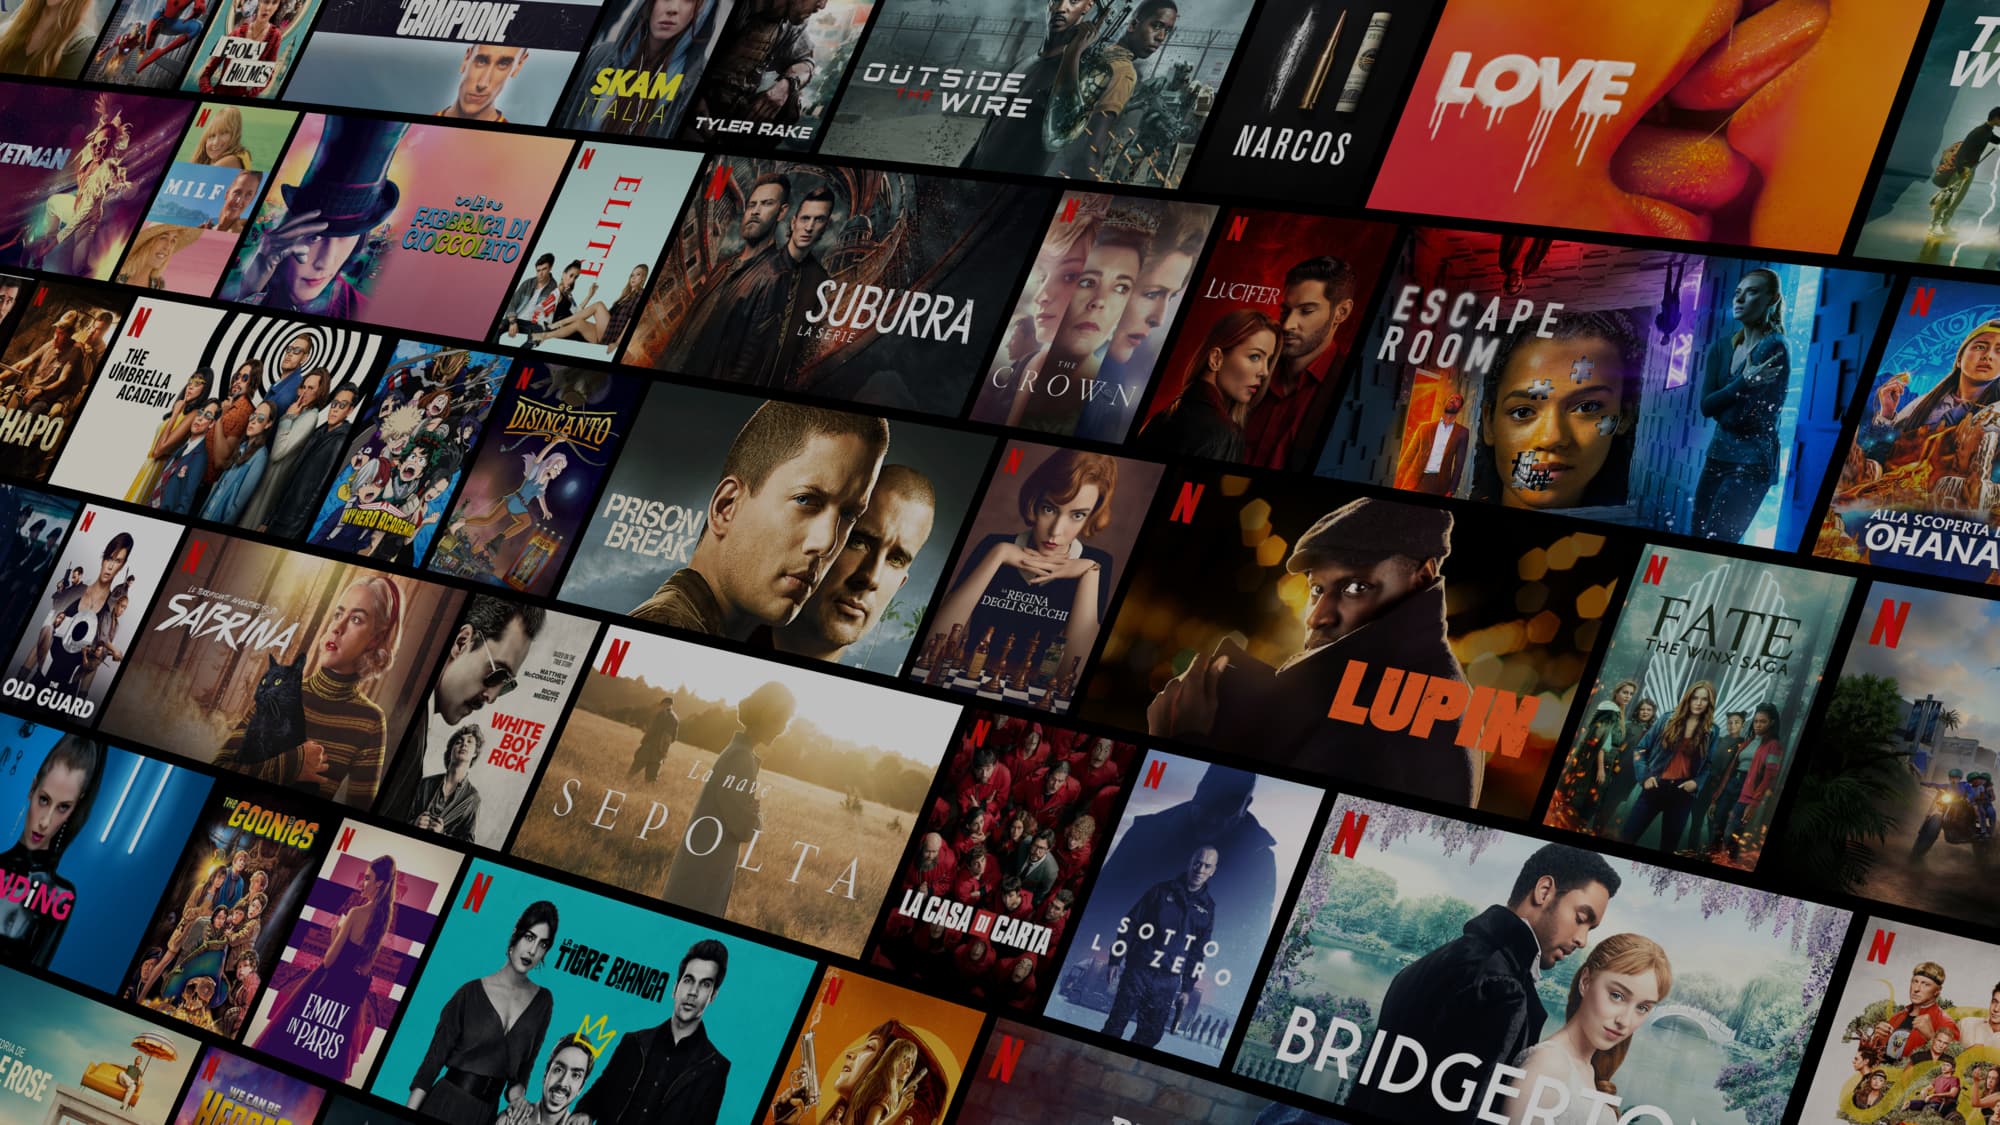 ENOLA
HOLMES
IL
CAMPIONE
SKAM
ITALIA
TYLER RAKE
OUTSIDE
THE WIRE
NARCOS
LOVE
KETMAN
MILF
LA
FABBRICA DI
CIOCCOLATO
ELITE
SUBURRA
LA SERIE
THE
CROWN
LUCIFER
ESCAPE
ROOM
ALLA SCOPERTA
'OHANA
CHAPO
THE
UMBRELLA
ACADEMY
MY HERO ACADEMIA
DISINCANTO
PRISON
BREAK
LA REGINA
DEGLI SCACCHI
LUPIN
FATE
THE WINX SAGA
THE
OLD GUARD
LE TERRIFICANTI AVVENTURE DI
SABRINA
BASED ON THE
TRUE STORY
MATTHEW
McCONAUGHEY
RICHIE
MERRITT
WHITE
BOY
RICK
La nave
SEPOLTA
LA CASA DI CARTA
SOTTO
LO ZERO
BRIDGERTON
NDiNG
THE
GOONIES
EMILY
IN PARIS
LA
TIGRE BIANCA
ORIA DE
E ROSE
WE CAN BE
HEROES